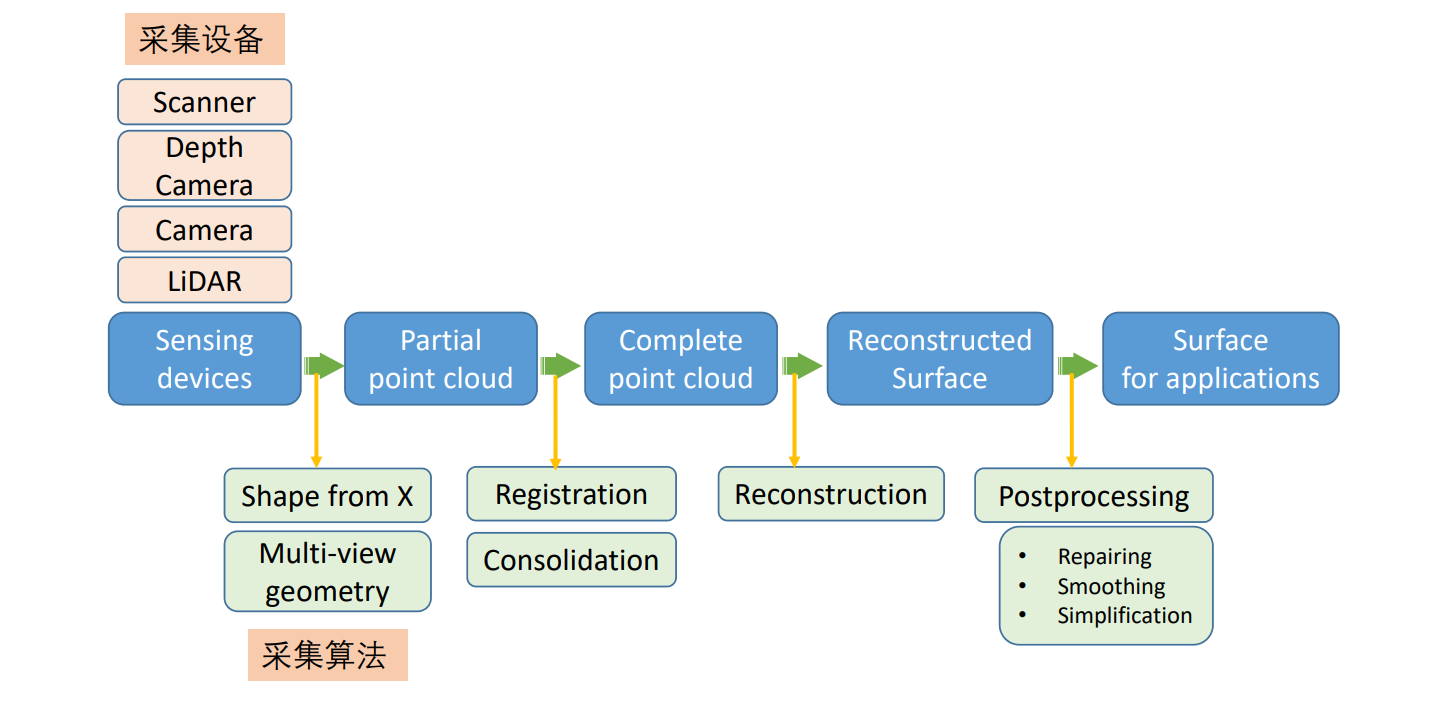 采集设备
Scanner
Depth
Camera
Camera
LiDAR
Sensing
devices
Partial
point cloud
Complete
point cloud
Reconstructed
Surface
Surface
for applications
Shape from X
Multi-view
geometry
采集算法
Registration
Consolidation
Reconstruction
Postprocessing
• Repairing
• Smoothing
• Simplification